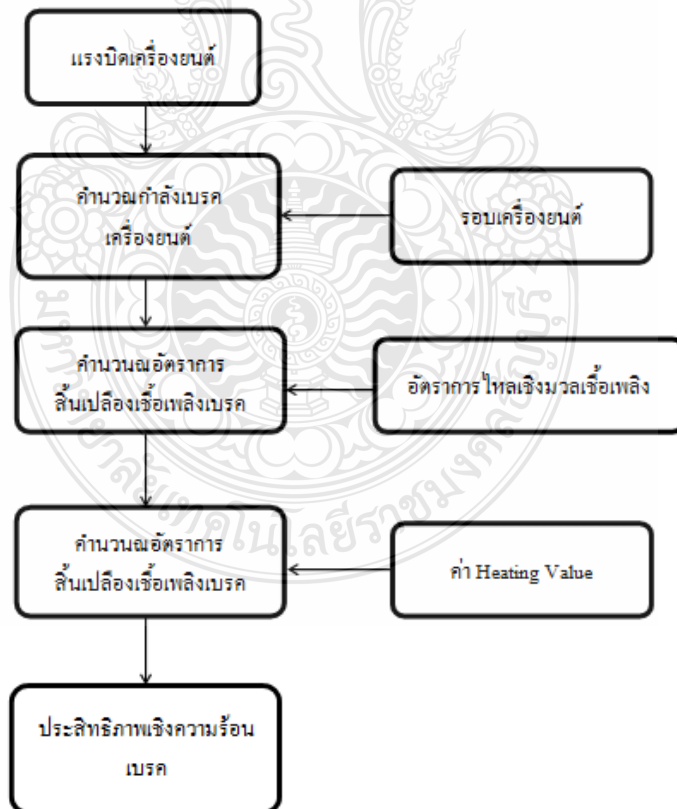 แรงบิดเครื่องยนต์
คำนวณกำลังเบรค
เครื่องยนต์
รอบเครื่องยนต์
คำนวนณอัตราการ
สิ้นเปลืองเชื้อเพลิงเบรค
อัตราการไหลเชิงมวลเชื้อเพลิง
คำนวนณอัตราการ
สิ้นเปลืองเชื้อเพลิงเบรค
ค่า Heating Value
ประสิทธิภาพเชิงความร้อน
เบรค